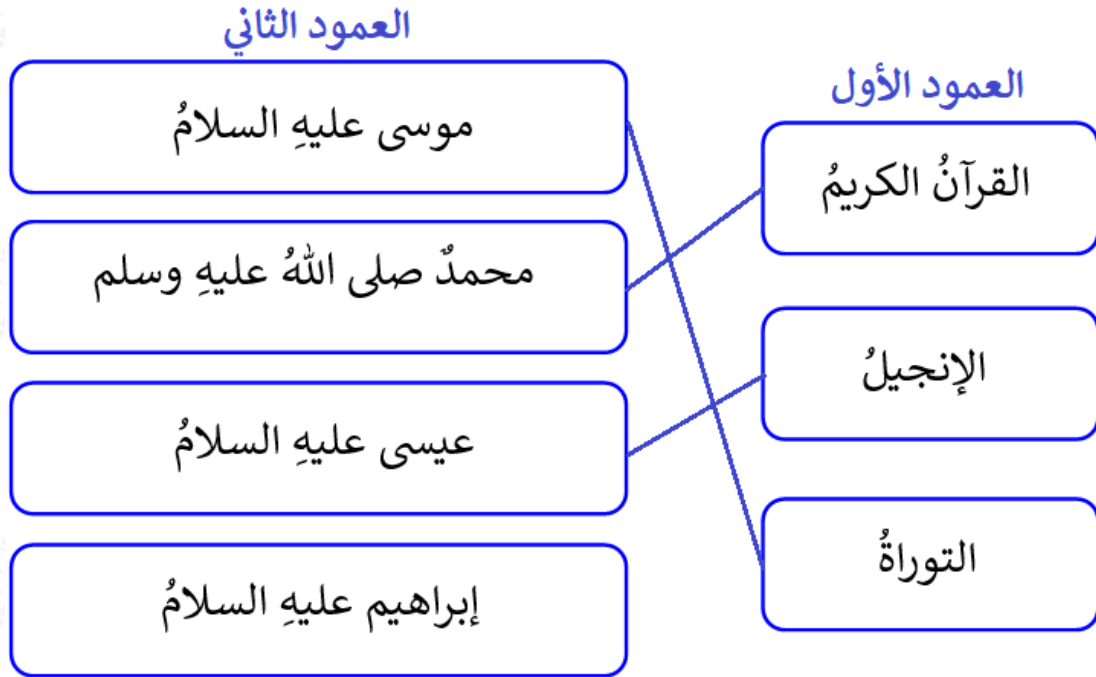 العمود الأول
القرآنُ الكريمُ
الإنجيلُ
التوراةُ
العمود الثاني
موسى عليهِ السلامُ
محمدٌ صلى اللهُ عليهِ وسلم
عيسى عليهِ السلامُ
إبراهيم عليهِ السلامُ